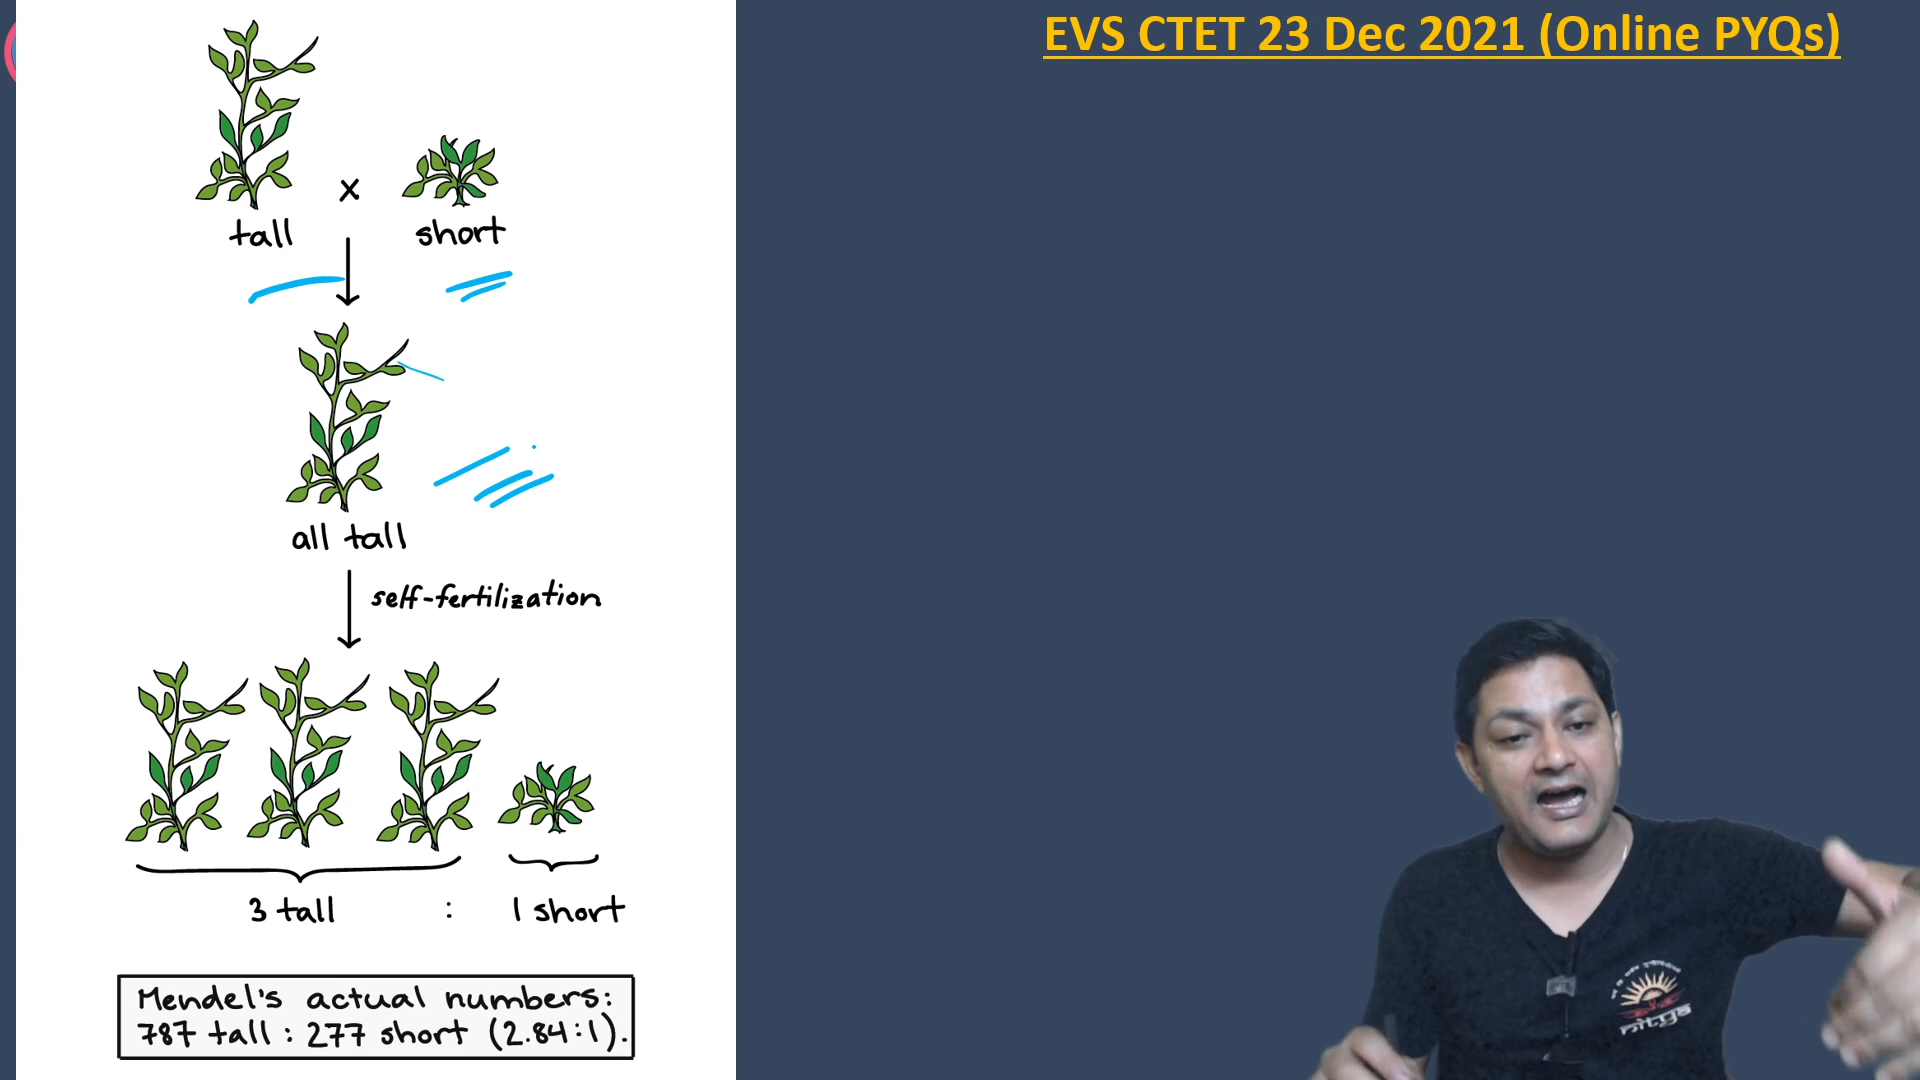 EVS CTET 23 Dec 2021 (Online PYQs)
tall
x
short
all tall
self-fertilization
3 tall : 1 short
Mendel's actual numbers:
787 tall : 277 short (2.84:1).
nitya